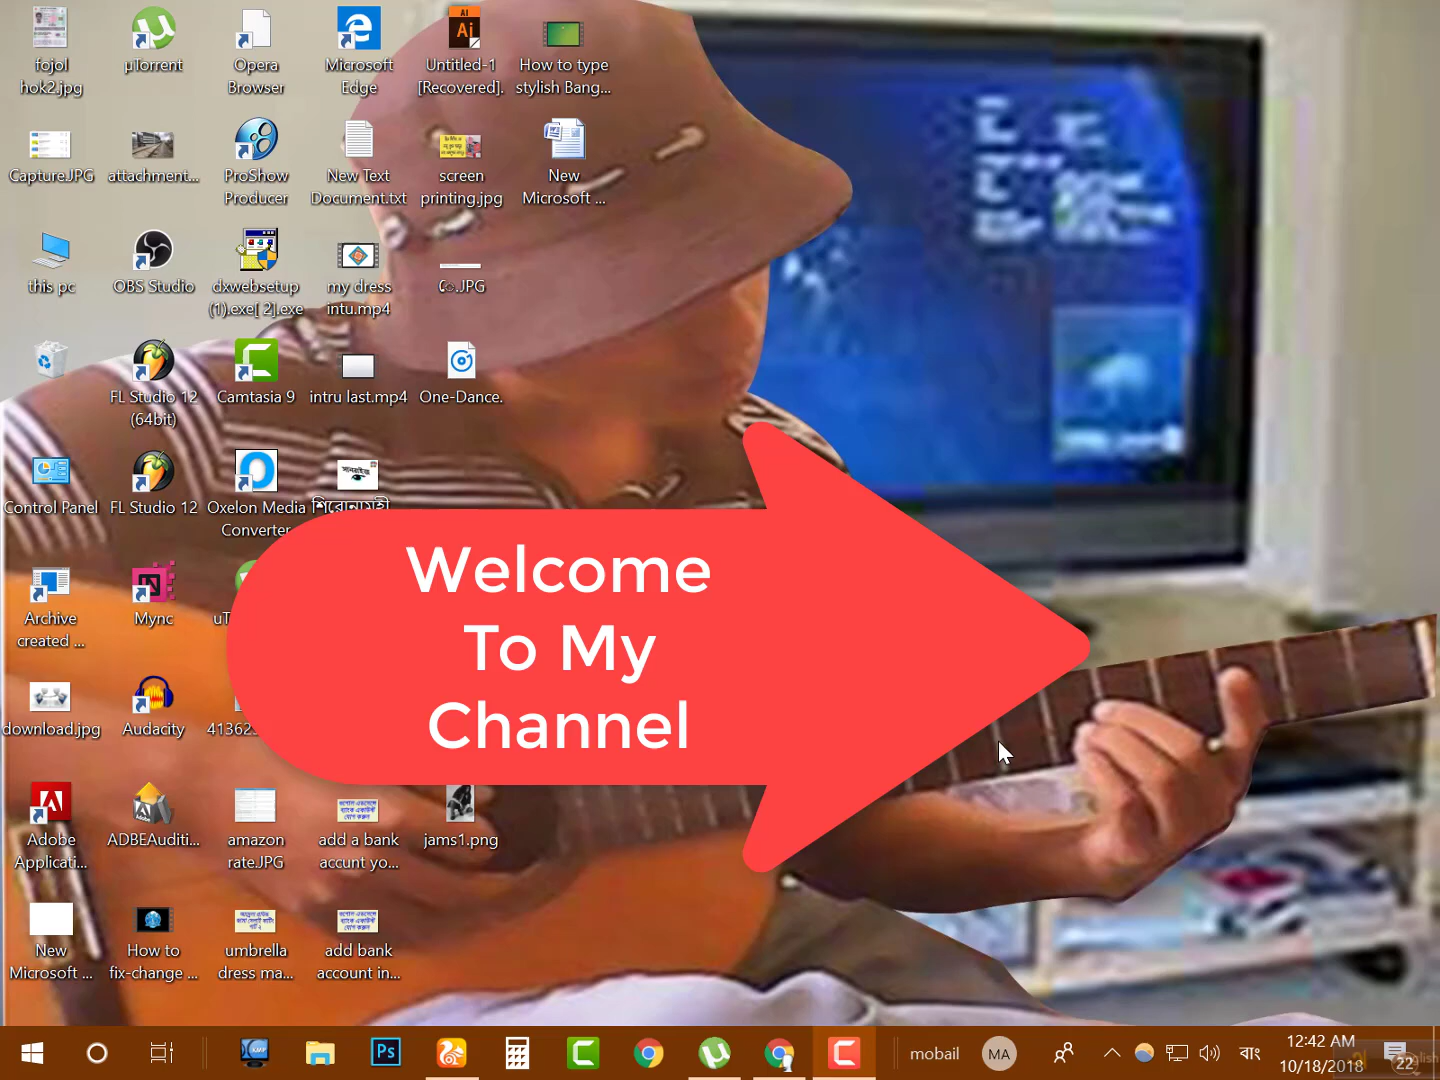 fojol
hok2.jpg
µTorrent
Opera
Browser
Microsoft
Edge
Ai
Ai
Untitled-1
[Recovered].
How to type
stylish Bang...
Capture.JPG
attachment...
ProShow
Producer
New Text
Document.txt
screen
printing.jpg
New
Microsoft ...
this pc
OBS Studio
dxwebsetup
(1).exe[ 2].exe
my dress
intu.mp4
FL Studio 12
(64bit)
Camtasia 9
intru last.mp4
One-Dance.
Control Panel
FL Studio 12
Oxelon Media
Converter
শিরোনামহী
Welcome
To My
Channel
Archive
created ...
Mync
download.jpg
Audacity
Adobe
Applicati...
ADBEAuditi...
amazon
rate.JPG
add a bank
accunt yo...
jams1.png
New
Microsoft ...
How to
fix-change ...
umbrella
dress ma...
add bank
account in...
Ps
mobail
MA
বাং
12:42 AM
10/18/2018
22